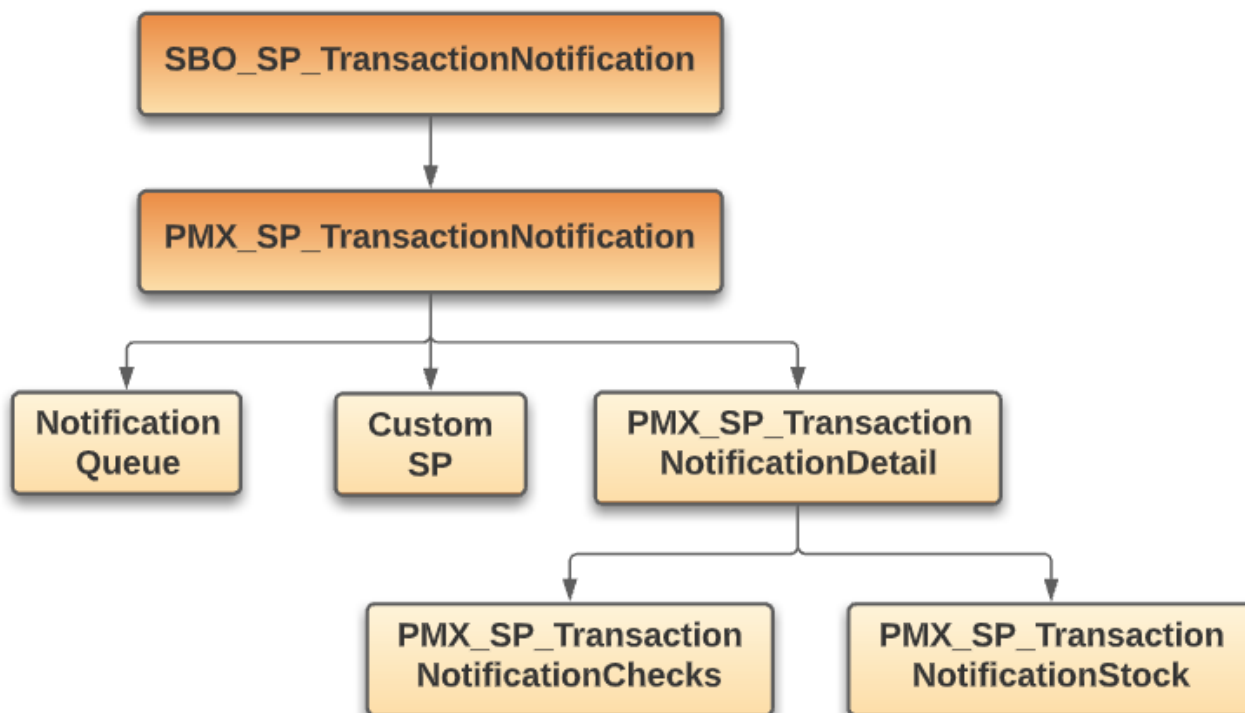 SBO_SP_TransactionNotification
PMX_SP_TransactionNotification
Notification
Queue
Custom
SP
PMX_SP_Transaction
NotificationDetail
PMX_SP_Transaction
NotificationChecks
PMX_SP_Transaction
NotificationStock